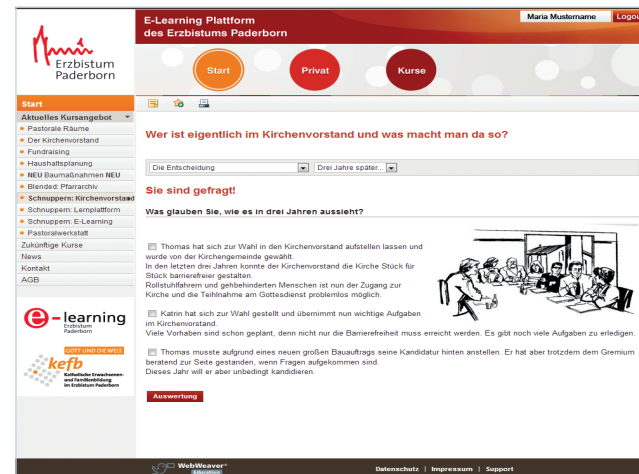 E-Learning Plattform
des Erzbistums Paderborn
Maria Mustername
Logou
Erzbistum
Paderborn
Start
Privat
Kurse
Start
Aktuelles Kursangebot
Pastorale Räume
Der Kirchenvorstand
Fundraising
Haushaltsplanung
NEU Baumaßnahmen NEU
Blended: Pfarrarchiv
Schnuppern: Kirchenvorstand
Schnuppern: Lernplattform
Schnuppern: E-Learning
Pastoralwerkstatt
Zukünftige Kurse
News
Kontakt
AGB
e-learning
Erzbistum
Paderborn
GOTT UND DIE WELT
kefb
Katholische Erwachsenen-
und Familienbildung
im Erzbistum Paderborn
Wer ist eigentlich im Kirchenvorstand und was macht man da so?
Die Entscheidung
Drei Jahre später...
Sie sind gefragt!
Was glauben Sie, wie es in drei Jahren aussieht?
Thomas hat sich zur Wahl in den Kirchenvorstand aufstellen lassen und
wurde von der Kirchengemeinde gewählt.
In den letzten drei Jahren konnte der Kirchenvorstand die Kirche Stück für
Stück barrierefreier gestalten.
Rollstuhlfahrern und gehbehinderten Menschen ist nun der Zugang zur
Kirche und die Teihlnahme am Gottesdienst problemlos möglich.
Katrin hat sich zur Wahl gestellt und übernimmt nun wichtige Aufgaben
im Kirchenvorstand.
Viele Vorhaben sind schon geplant, denn nicht nur die Barrierefreiheit muss erreicht werden. Es gibt noch viele Aufgaben zu erledigen.
Thomas musste aufgrund eines neuen großen Bauauftrags seine Kandidatur hinten anstellen. Er hat aber trotzdem dem Gremium
beratend zur Seite gestanden, wenn Fragen aufgekommen sind.
Dieses Jahr will er aber unbedingt kandidieren.
Auswertung
WebWeaver®
Education
Datenschutz | Impressum | Support